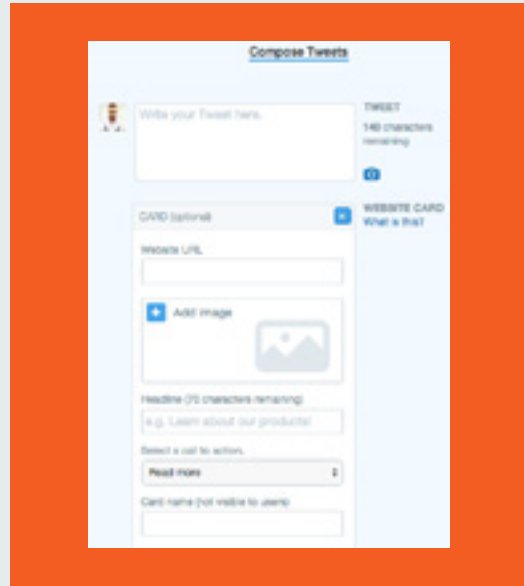 Compose Tweets
Write your Tweet here.
TWEET
140 characters
remaining
CARD (optional)
WEBSITE CARD
What is this?
Website URL
Add image
Headline (70 characters remaining)
e.g. Learn about our products!
Select a call to action.
Read more
Card name (not visible to users)